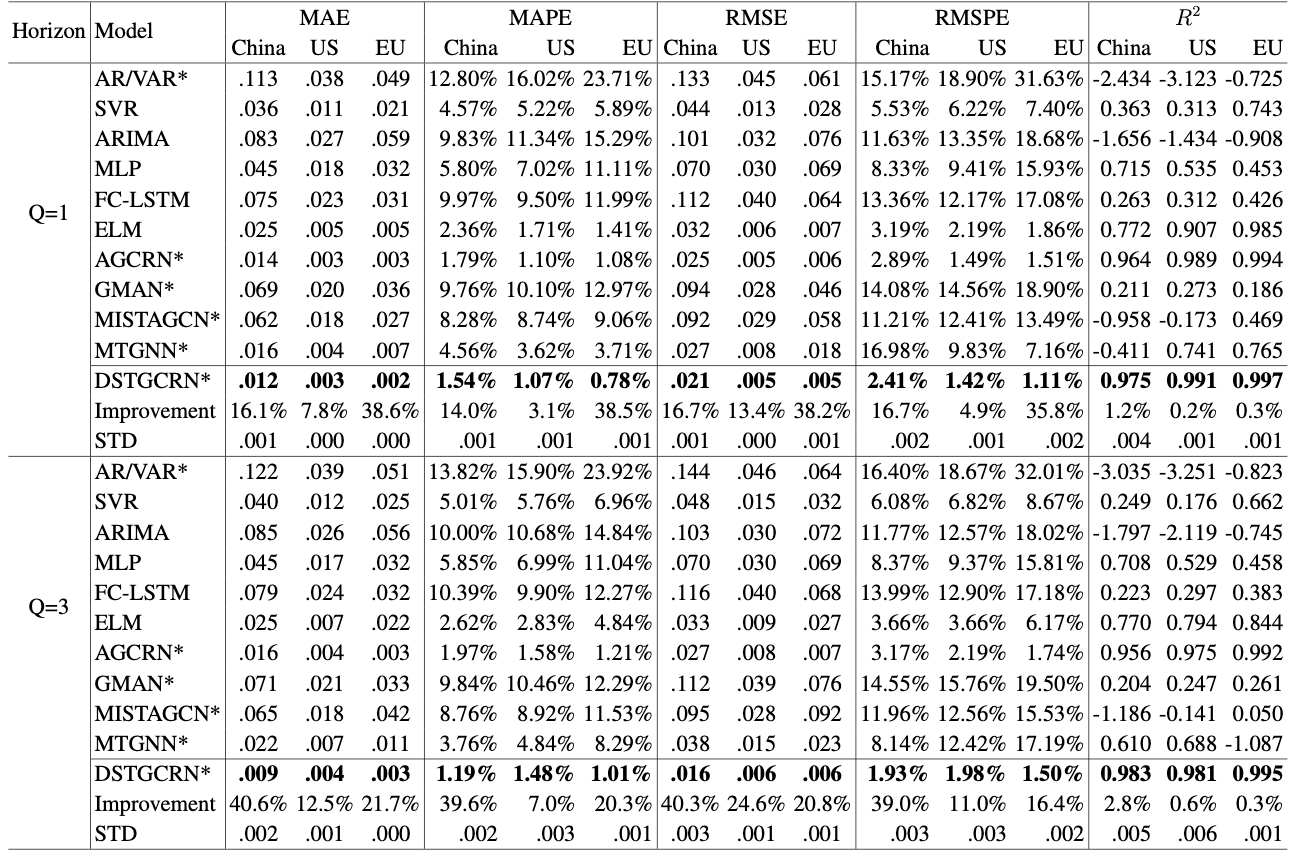 Horizon Model MAE MAPE RMSE RMSPE R²
China US EU China US EU China US EU China US EU China US EU
AR/VAR* .113 .038 .049 12.80% 16.02% 23.71% .133 .045 .061 15.17% 18.90% 31.63% -2.434 -3.123 -0.725
SVR .036 .011 .021 4.57% 5.22% 5.89% .044 .013 .028 5.53% 6.22% 7.40% 0.363 0.313 0.743
ARIMA .083 .027 .059 9.83% 11.34% 15.29% .101 .032 .076 11.63% 13.35% 18.68% -1.656 -1.434 -0.908
MLP .045 .018 .032 5.80% 7.02% 11.11% .070 .030 .069 8.33% 9.41% 15.93% 0.715 0.535 0.453
FC-LSTM .075 .023 .031 9.97% 9.50% 11.99% .112 .040 .064 13.36% 12.17% 17.08% 0.263 0.312 0.426
Q=1
ELM .025 .005 .005 2.36% 1.71% 1.41% .032 .006 .007 3.19% 2.19% 1.86% 0.772 0.907 0.985
AGCRN* .014 .003 .003 1.79% 1.10% 1.08% .025 .005 .006 2.89% 1.49% 1.51% 0.964 0.989 0.994
GMAN* .069 .020 .036 9.76% 10.10% 12.97% .094 .028 .046 14.08% 14.56% 18.90% 0.211 0.273 0.186
MISTAGCN* .062 .018 .027 8.28% 8.74% 9.06% .092 .029 .058 11.21% 12.41% 13.49% -0.958 -0.173 0.469
MTGNN* .016 .004 .007 4.56% 3.62% 3.71% .027 .008 .018 16.98% 9.83% 7.16% -0.411 0.741 0.765
DSTGCRN* .012 .003 .002 1.54% 1.07% 0.78% .021 .005 .005 2.41% 1.42% 1.11% 0.975 0.991 0.997
Improvement 16.1% 7.8% 38.6% 14.0% 3.1% 38.5% 16.7% 13.4% 38.2% 16.7% 4.9% 35.8% 1.2% 0.2% 0.3%
STD .001 .000 .000 .001 .001 .001 .001 .000 .001 .002 .001 .002 .004 .001 .001
AR/VAR* .122 .039 .051 13.82% 15.90% 23.92% .144 .046 .064 16.40% 18.67% 32.01% -3.035 -3.251 -0.823
SVR .040 .012 .025 5.01% 5.76% 6.96% .048 .015 .032 6.08% 6.82% 8.67% 0.249 0.176 0.662
ARIMA .085 .026 .056 10.00% 10.68% 14.84% .103 .030 .072 11.77% 12.57% 18.02% -1.797 -2.119 -0.745
MLP .045 .017 .032 5.85% 6.99% 11.04% .070 .030 .069 8.37% 9.37% 15.81% 0.708 0.529 0.458
FC-LSTM .079 .024 .032 10.39% 9.90% 12.27% .116 .040 .068 13.99% 12.90% 17.18% 0.223 0.297 0.383
Q=3
ELM .025 .007 .022 2.62% 2.83% 4.84% .033 .009 .027 3.66% 3.66% 6.17% 0.770 0.794 0.844
AGCRN* .016 .004 .003 1.97% 1.58% 1.21% .027 .008 .007 3.17% 2.19% 1.74% 0.956 0.975 0.992
GMAN* .071 .021 .033 9.84% 10.46% 12.29% .112 .039 .076 14.55% 15.76% 19.50% 0.204 0.247 0.261
MISTAGCN* .065 .018 .042 8.76% 8.92% 11.53% .095 .028 .092 11.96% 12.56% 15.53% -1.186 -0.141 0.050
MTGNN* .022 .007 .011 3.76% 4.84% 8.29% .038 .015 .023 8.14% 12.42% 17.19% 0.610 0.688 -1.087
DSTGCRN* .009 .004 .003 1.19% 1.48% 1.01% .016 .006 .006 1.93% 1.98% 1.50% 0.983 0.981 0.995
Improvement 40.6% 12.5% 21.7% 39.6% 7.0% 20.3% 40.3% 24.6% 20.8% 39.0% 11.0% 16.4% 2.8% 0.6% 0.3%
STD .002 .001 .000 .002 .003 .001 .003 .001 .001 .003 .003 .002 .005 .006 .001